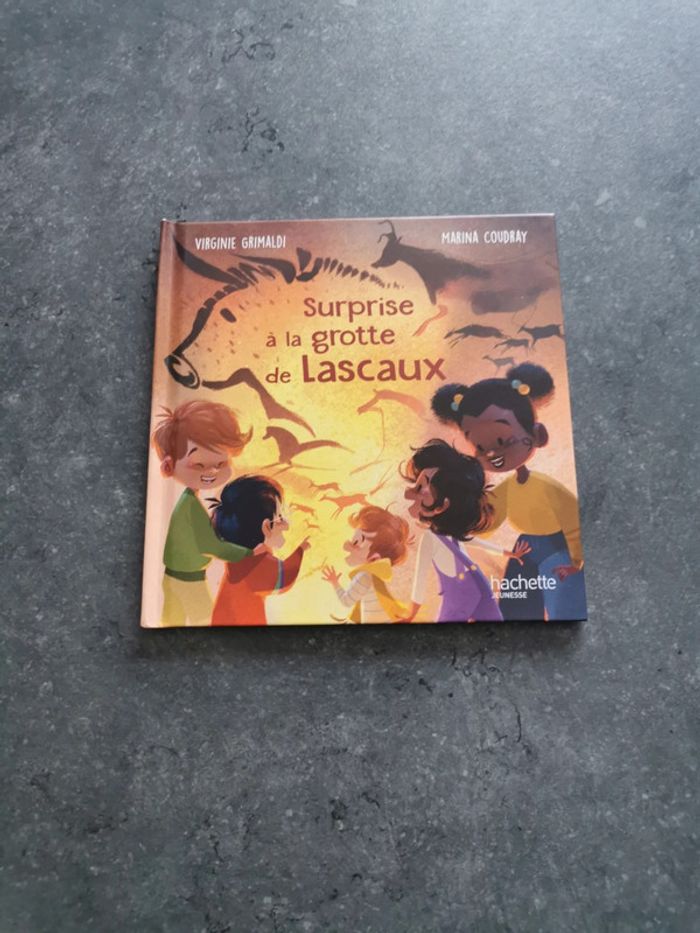 VIRGINIE GRIMALDI
MARINA COUDRAY
Surprise
à la grotte
de Lascaux
hachette
JEUNESSE